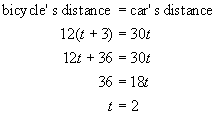 bicycle's distance = car's distance
12(t + 3) = 30t
12t + 36 = 30t
36 = 18t
t = 2